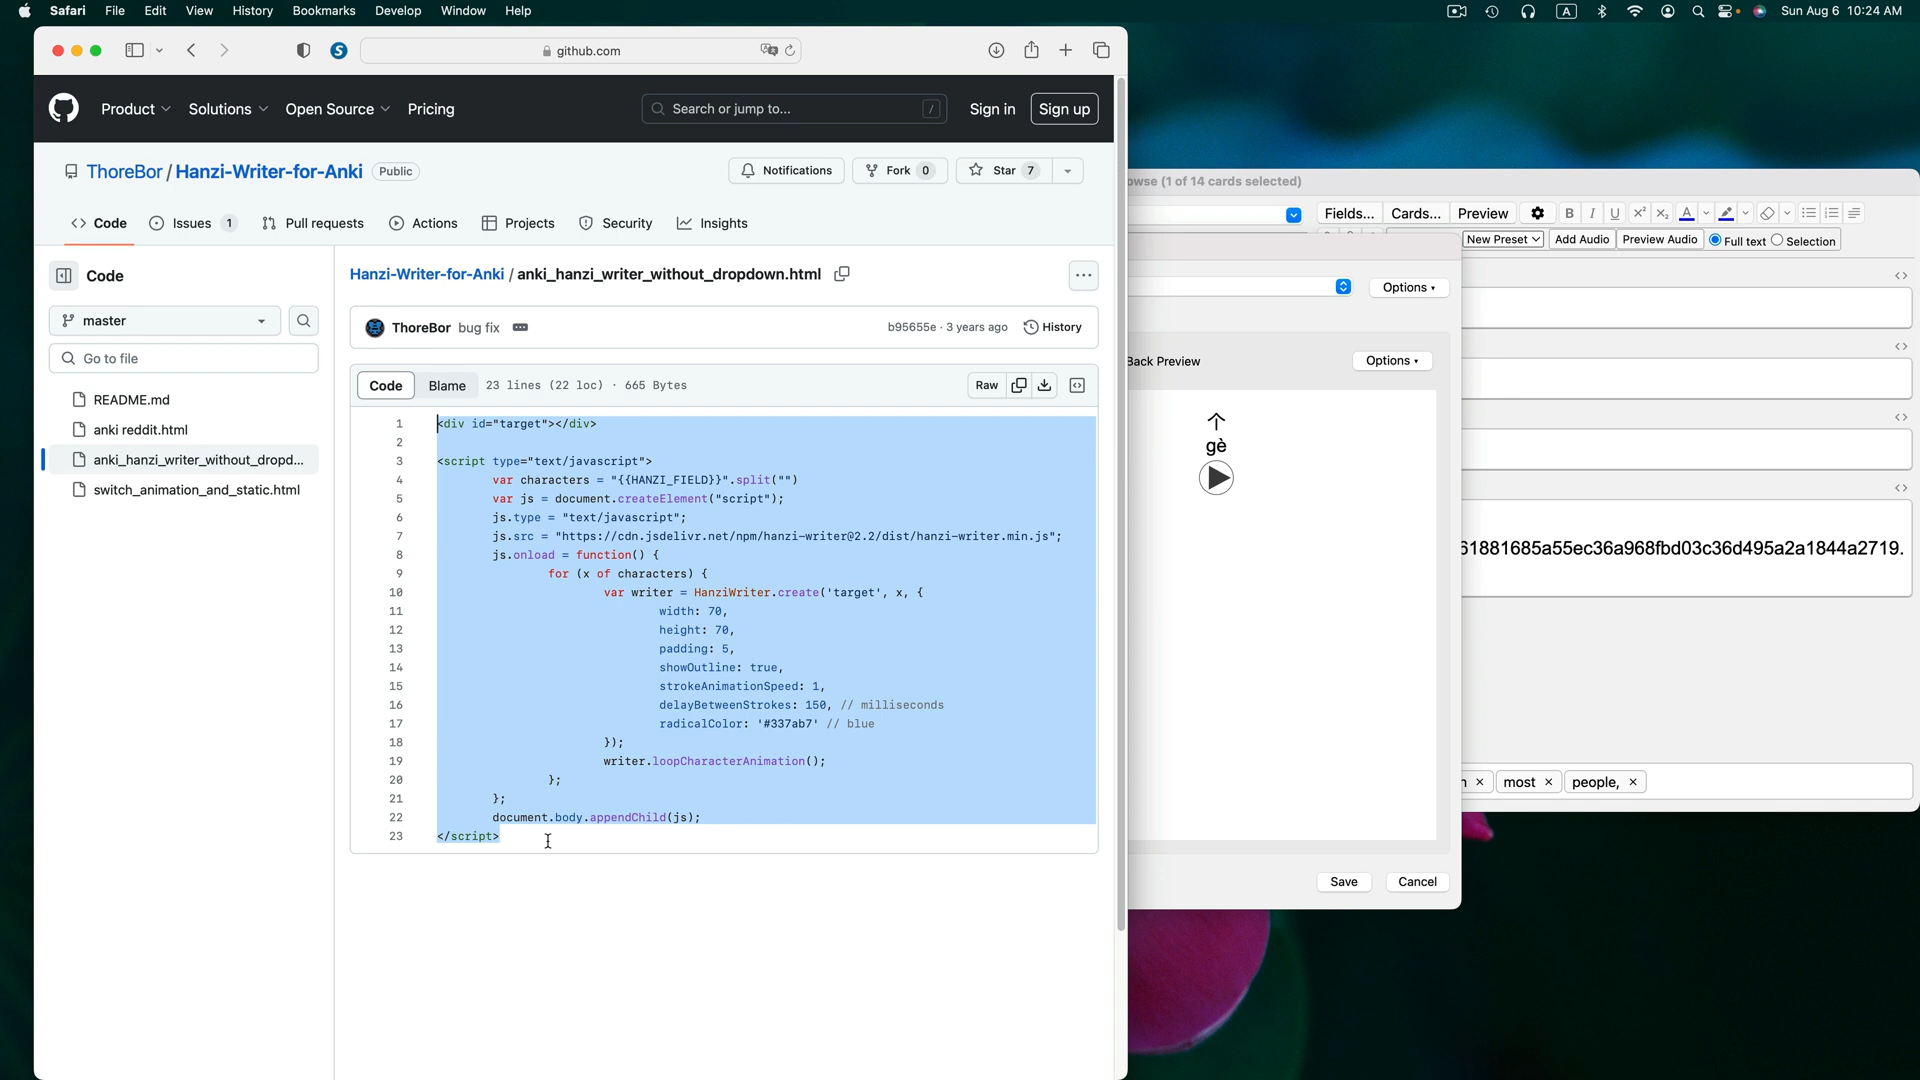 Safari File Edit View History Bookmarks Develop Window Help
A
Sun Aug 6 10:24 AM
github.com
Product Solutions Open Source Pricing
Search or jump to... /
Sign in Sign up
ThoreBor / Hanzi-Writer-for-Anki Public
Notifications Fork 0 Star 7
Code Issues 1 Pull requests Actions Projects Security Insights
Code
master
Go to file
README.md
anki reddit.html
anki_hanzi_writer_without_dropd...
switch_animation_and_static.html
Hanzi-Writer-for-Anki / anki_hanzi_writer_without_dropdown.html
ThoreBor bug fix
b95655e · 3 years ago History
Code Blame 23 lines (22 loc) · 665 Bytes Raw
1 <div id="target"></div>
2
3 <script type="text/javascript">
4 var characters = "{{HANZI_FIELD}}".split("")
5 var js = document.createElement("script");
6 js.type = "text/javascript";
7 js.src = "https://cdn.jsdelivr.net/npm/hanzi-writer@2.2/dist/hanzi-writer.min.js";
8 js.onload = function() {
9 for (x of characters) {
10 var writer = HanziWriter.create('target', x, {
11 width: 70,
12 height: 70,
13 padding: 5,
14 showOutline: true,
15 strokeAnimationSpeed: 1,
16 delayBetweenStrokes: 150, // milliseconds
17 radicalColor: '#337ab7' // blue
18 });
19 writer.loopCharacterAnimation();
20 };
21 };
22 document.body.appendChild(js);
23 </script>
owse (1 of 14 cards selected)
Fields... Cards... Preview B I U x² x₂ A
New Preset Add Audio Preview Audio Full text Selection
Options
Back Preview Options
个
gè
61881685a55ec36a968fbd03c36d495a2a1844a2719.
most × people, ×
Save Cancel